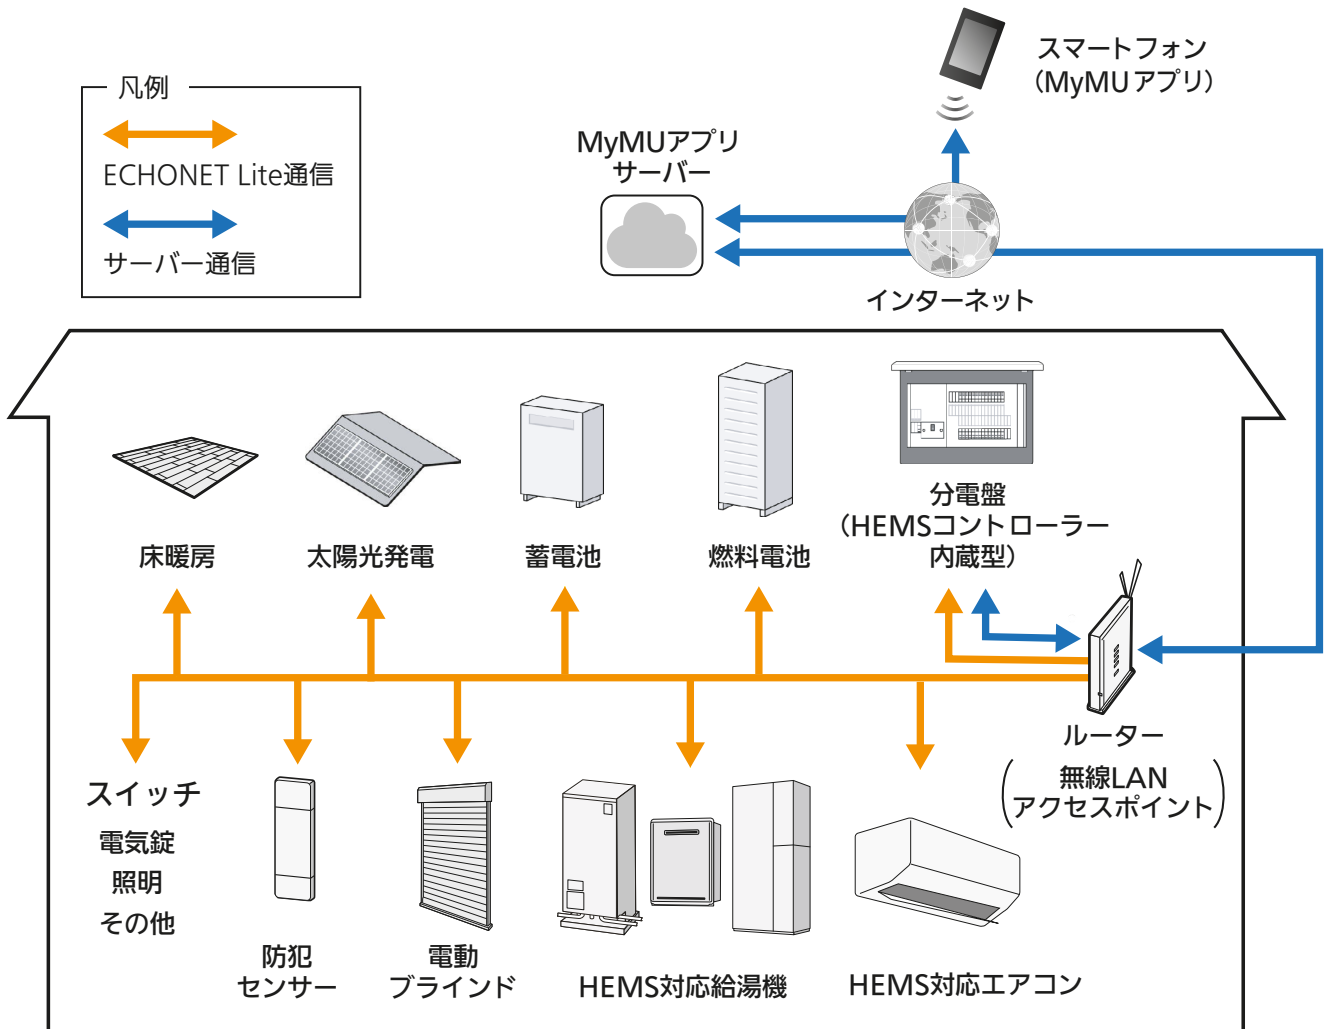 凡例
ECHONET Lite通信
サーバー通信
スマートフォン
（MyMUアプリ）
MyMUアプリ
サーバー
インターネット
床暖房
太陽光発電
蓄電池
燃料電池
分電盤
（HEMSコントローラー
内蔵型）
ルーター
（無線LAN
アクセスポイント）
スイッチ
電気錠
照明
その他
防犯
センサー
電動
ブラインド
HEMS対応給湯機
HEMS対応エアコン